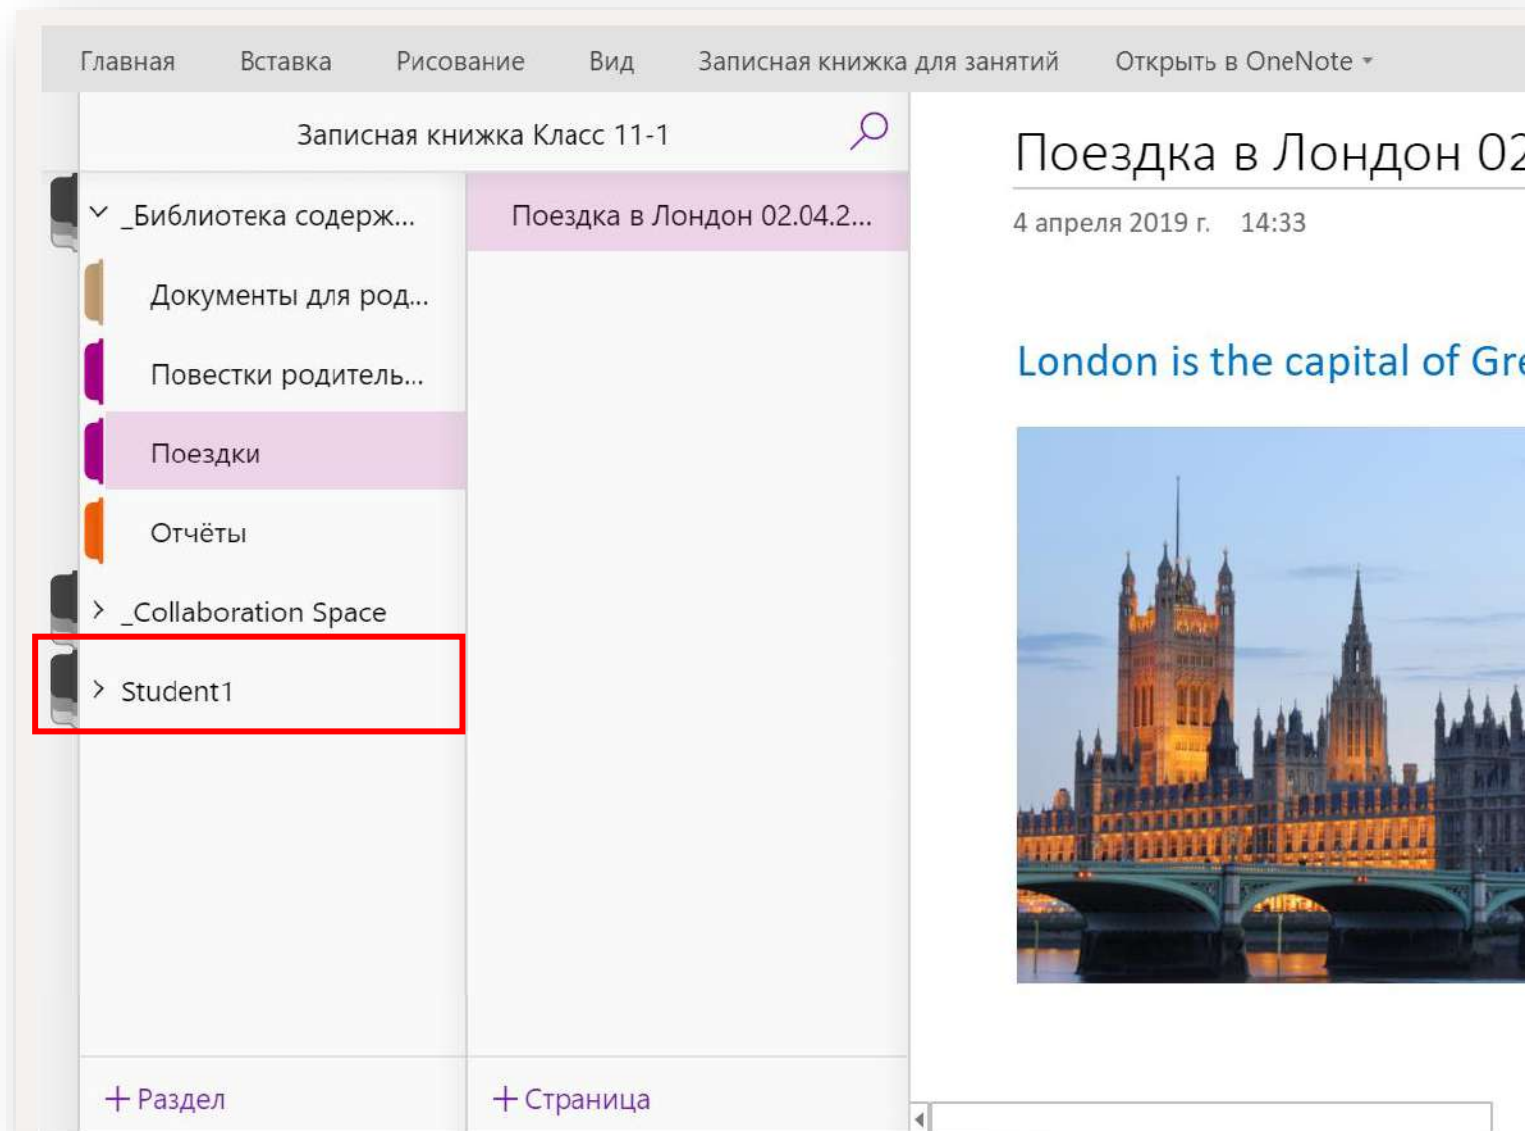 Главная Вставка Рисование Вид Записная книжка для занятий Открыть в OneNote
Записная книжка Класс 11-1
_Библиотека содерж...
Документы для род...
Повестки родитель...
Поездки
Отчёты
_Collaboration Space
Student1
+ Раздел
Поездка в Лондон 02.04.2...
+ Страница
Поездка в Лондон 02
4 апреля 2019 г. 14:33
London is the capital of Gre